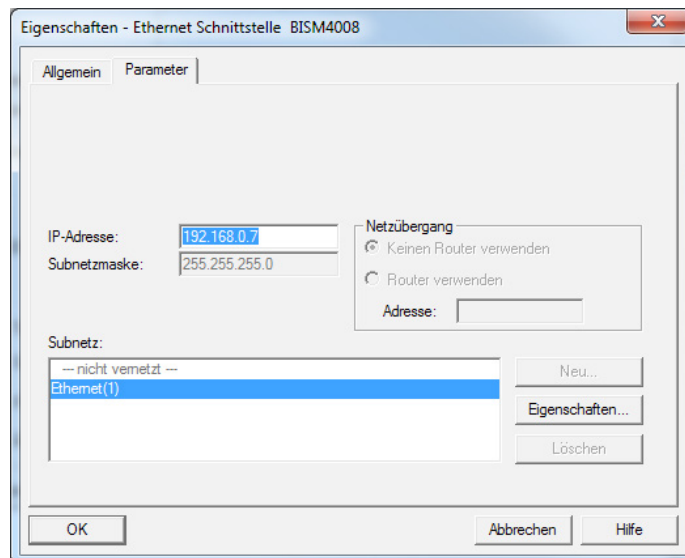 Eigenschaften - Ethernet Schnittstelle BISM4008
Allgemein
Parameter
IP-Adresse: 192.168.0.7
Subnetzmaske: 255.255.255.0
Netzübergang
Keinen Router verwenden
Router verwenden
Adresse:
Subnetz:
--- nicht vernetzt ---
Ethernet(1)
Neu...
Eigenschaften...
Löschen
OK
Abbrechen
Hilfe